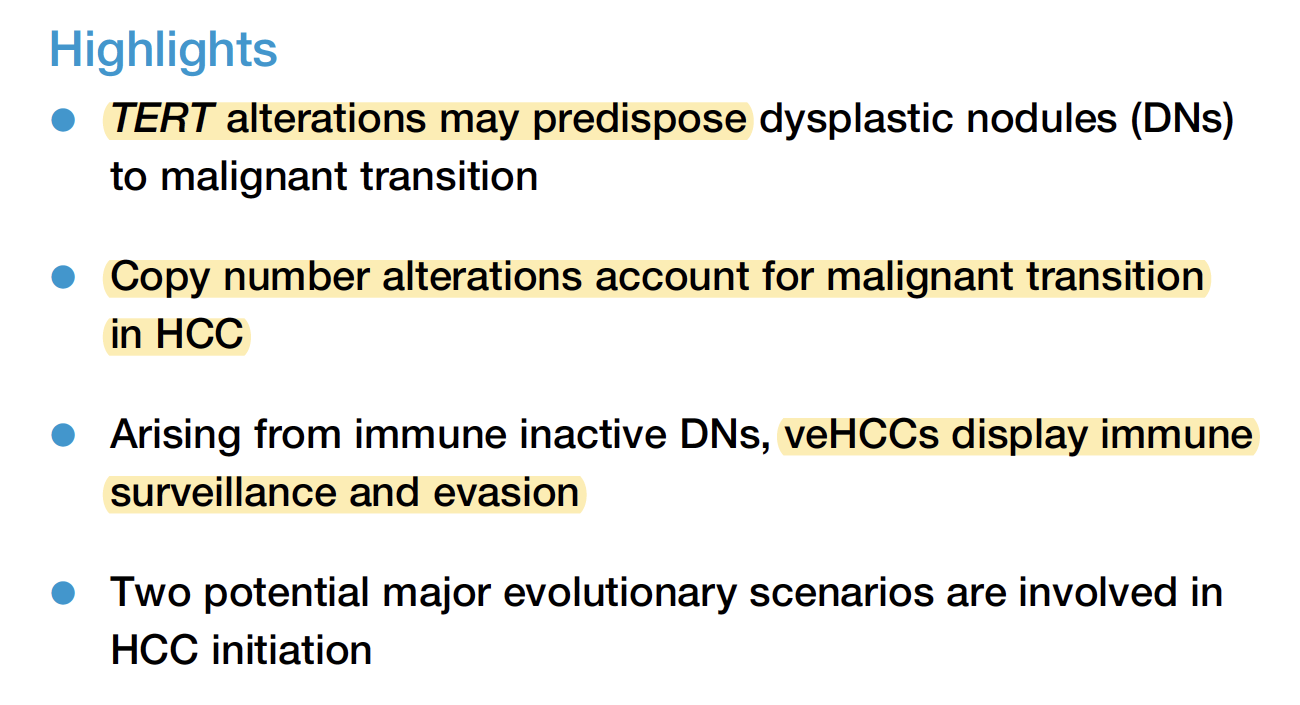 Highlights
● TERT alterations may predispose dysplastic nodules (DNs)
to malignant transition
● Copy number alterations account for malignant transition
in HCC
● Arising from immune inactive DNs, veHCCs display immune
surveillance and evasion
● Two potential major evolutionary scenarios are involved in
HCC initiation